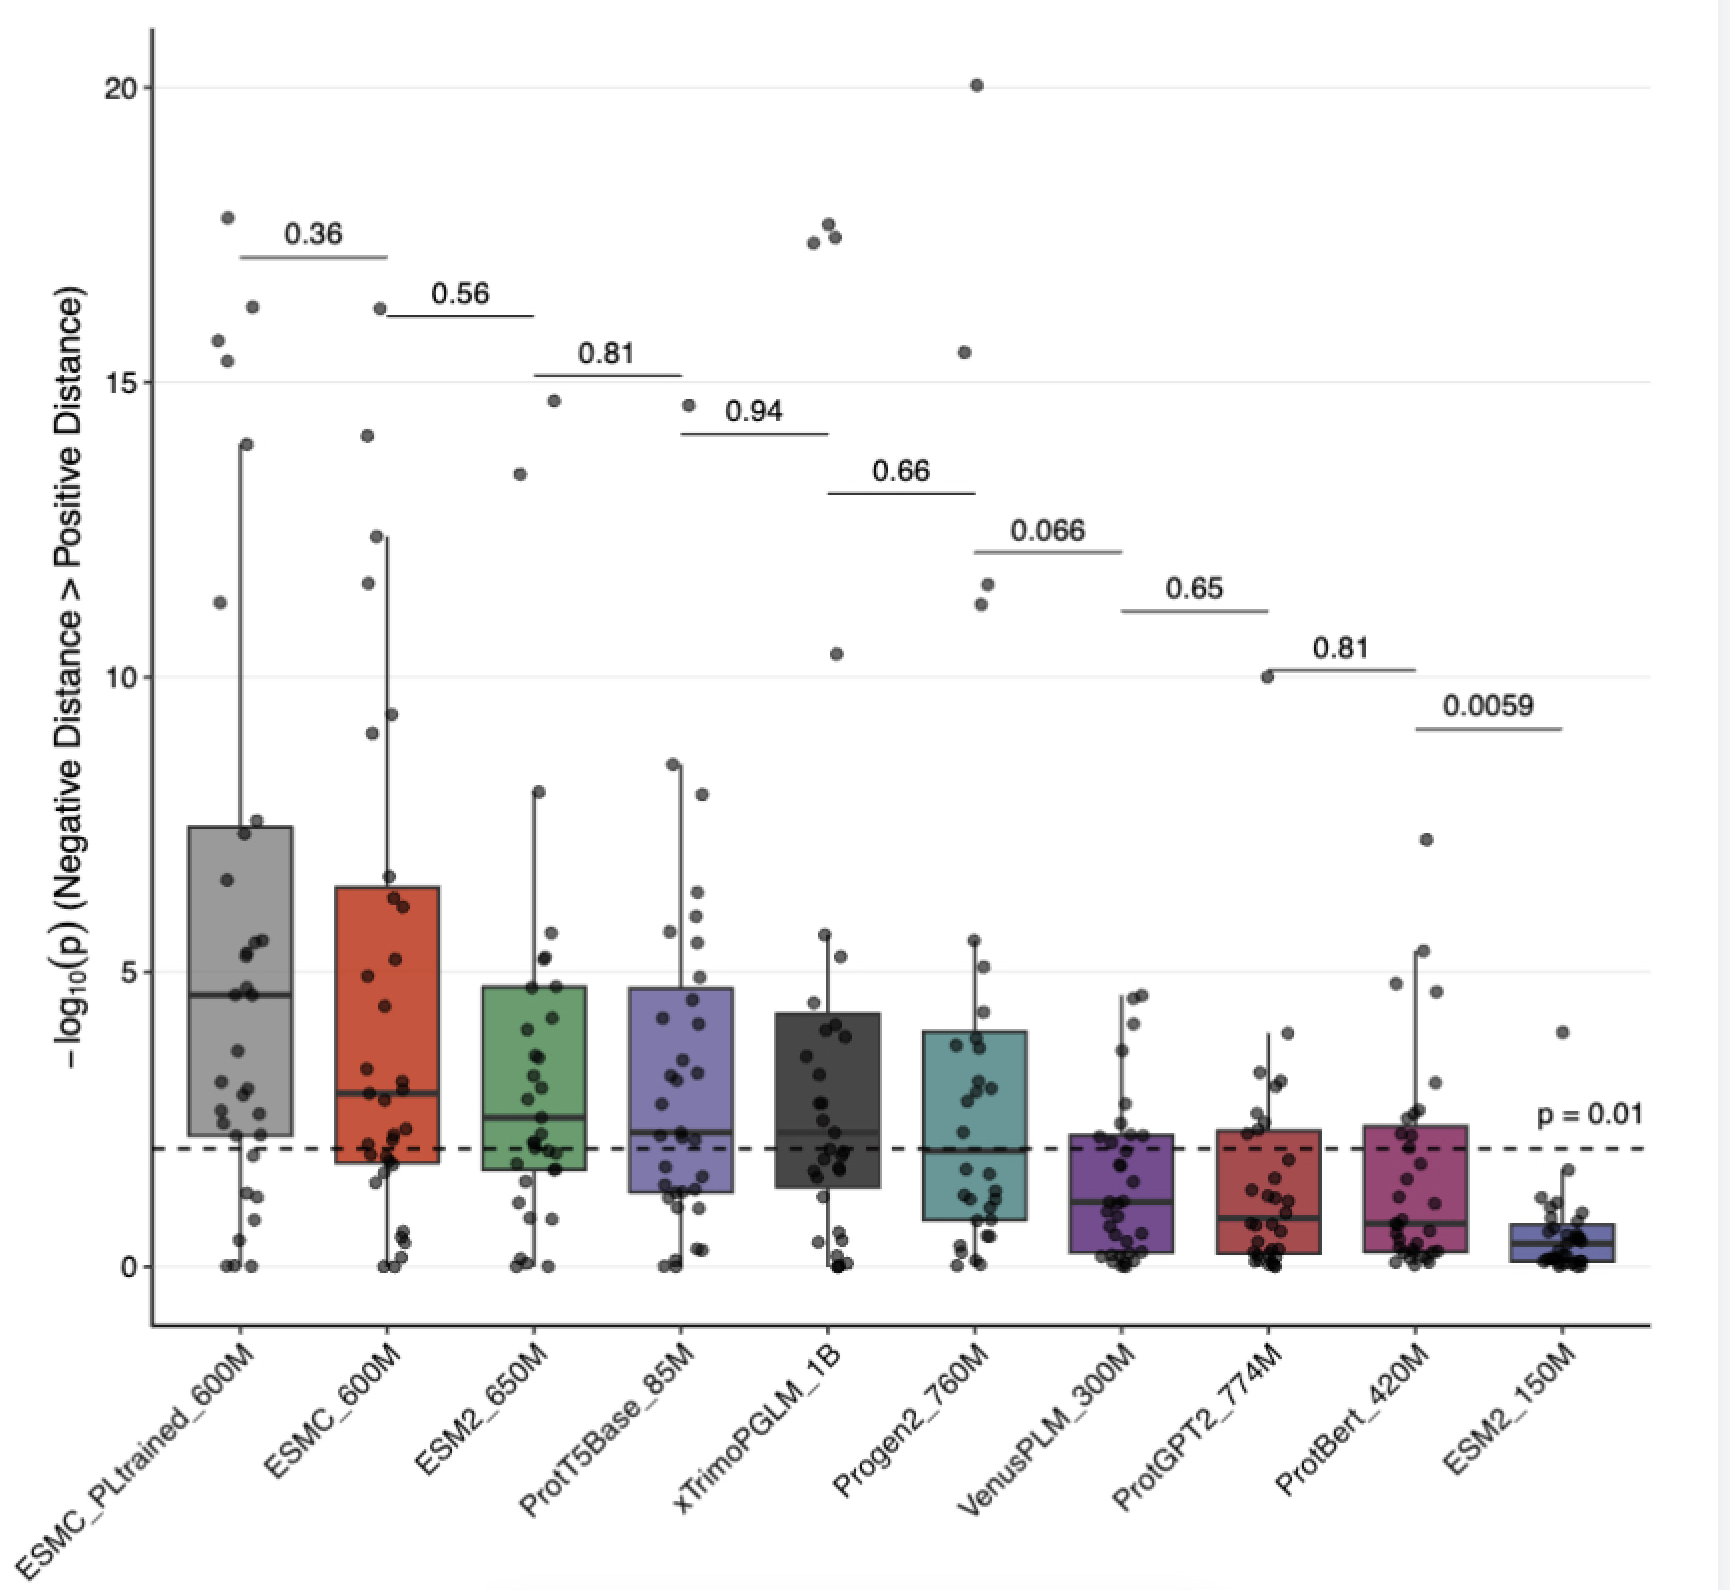 20
15
10
5
0
−log₁₀(p) (Negative Distance > Positive Distance)
0.36
0.56
0.81
0.94
0.66
0.066
0.65
0.81
0.0059
p = 0.01
ESMC_PLtrained_600M
ESMC_600M
ESM2_650M
ProtT5Base_85M
xTrimoPGLM_1B
Progen2_760M
VenusPLM_300M
ProtGPT2_774M
ProtBert_420M
ESM2_150M